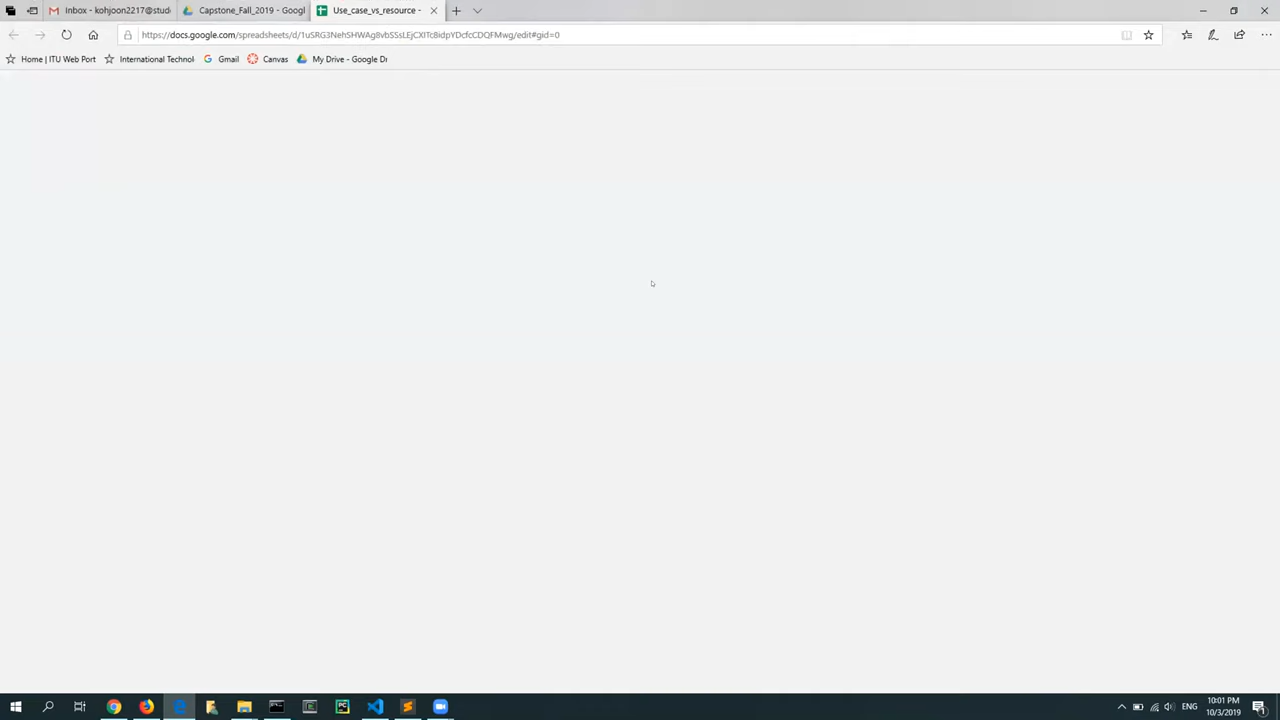 Inbox - kohjoon2217@stud
Capstone_Fall_2019 - Googl
Use_case_vs_resource -
https://docs.google.com/spreadsheets/d/1uSRG3NehSHWAg8vbSSsLEjCXITc8idpYDcfcCDQFMwg/edit#gid=0
Home | ITU Web Port
International Technol
Gmail
Canvas
My Drive - Google Dr
ENG
10:01 PM
10/3/2019